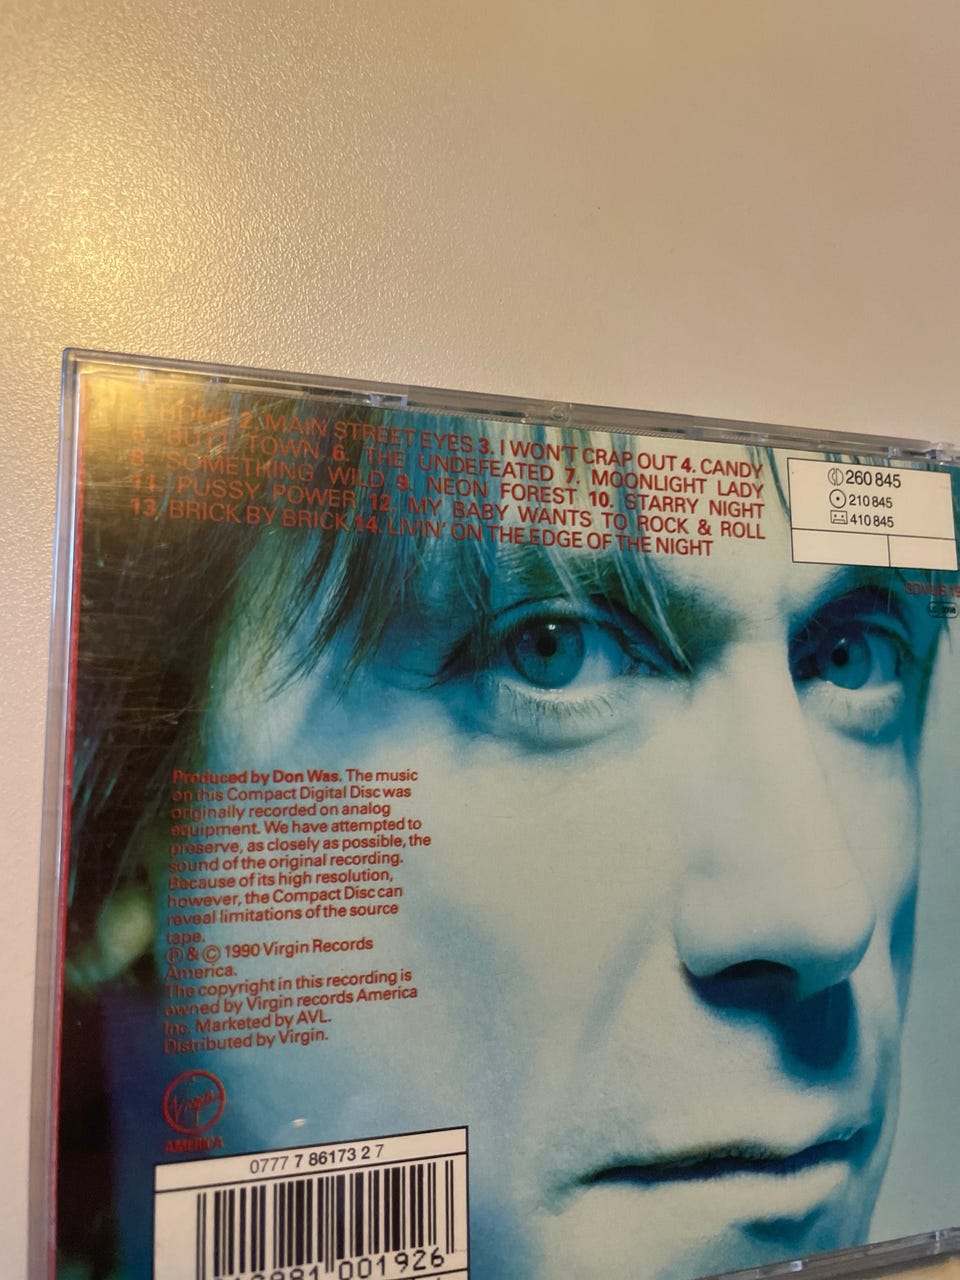 1. HOME 2. MAIN STREET EYES 3. I WON'T CRAP OUT 4. CANDY
5. BUTT TOWN 6. THE UNDEFEATED 7. MOONLIGHT LADY
8. SOMETHING WILD 9. NEON FOREST 10. STARRY NIGHT
11. PUSSY POWER 12. MY BABY WANTS TO ROCK & ROLL
13. BRICK BY BRICK 14. LIVIN' ON THE EDGE OF THE NIGHT
260 845
210 845
410 845
CDVUS 19
Produced by Don Was. The music
on this Compact Digital Disc was
originally recorded on analog
equipment. We have attempted to
preserve, as closely as possible, the
sound of the original recording.
Because of its high resolution,
however, the Compact Disc can
reveal limitations of the source
tape.
Ⓟ & © 1990 Virgin Records
America.
The copyright in this recording is
owned by Virgin records America
Inc. Marketed by AVL.
Distributed by Virgin.
Virgin
AMERICA
0777 7 86173 2 7
001926